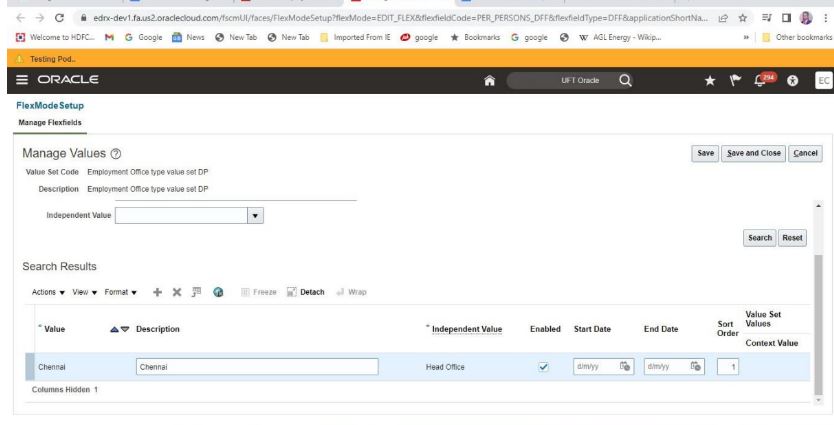 edrx-dev1.fa.us2.oraclecloud.com/fscmUI/faces/FlexModeSetup?flexMode=EDIT_FLEX&flexfieldCode=PER_PERSONS_DFF&flexfieldType=DFF&applicationShortNa...
Welcome to HDFC... Google News New Tab New Tab Imported From IE google Bookmarks google AGL Energy - Wikip... » Other bookmarks
Testing Pod..
ORACLE UFT Oracle 294 EC
FlexModeSetup
Manage Flexfields
Manage Values Save Save and Close Cancel
Value Set Code Employment Office type value set DP
Description Employment Office type value set DP
Independent Value
Search Reset
Search Results
Actions View Format Freeze Detach Wrap
* Value Description * Independent Value Enabled Start Date End Date Sort Order Value Set Values
Context Value
Chennai Chennai Head Office d/m/yy d/m/yy 1
Columns Hidden 1